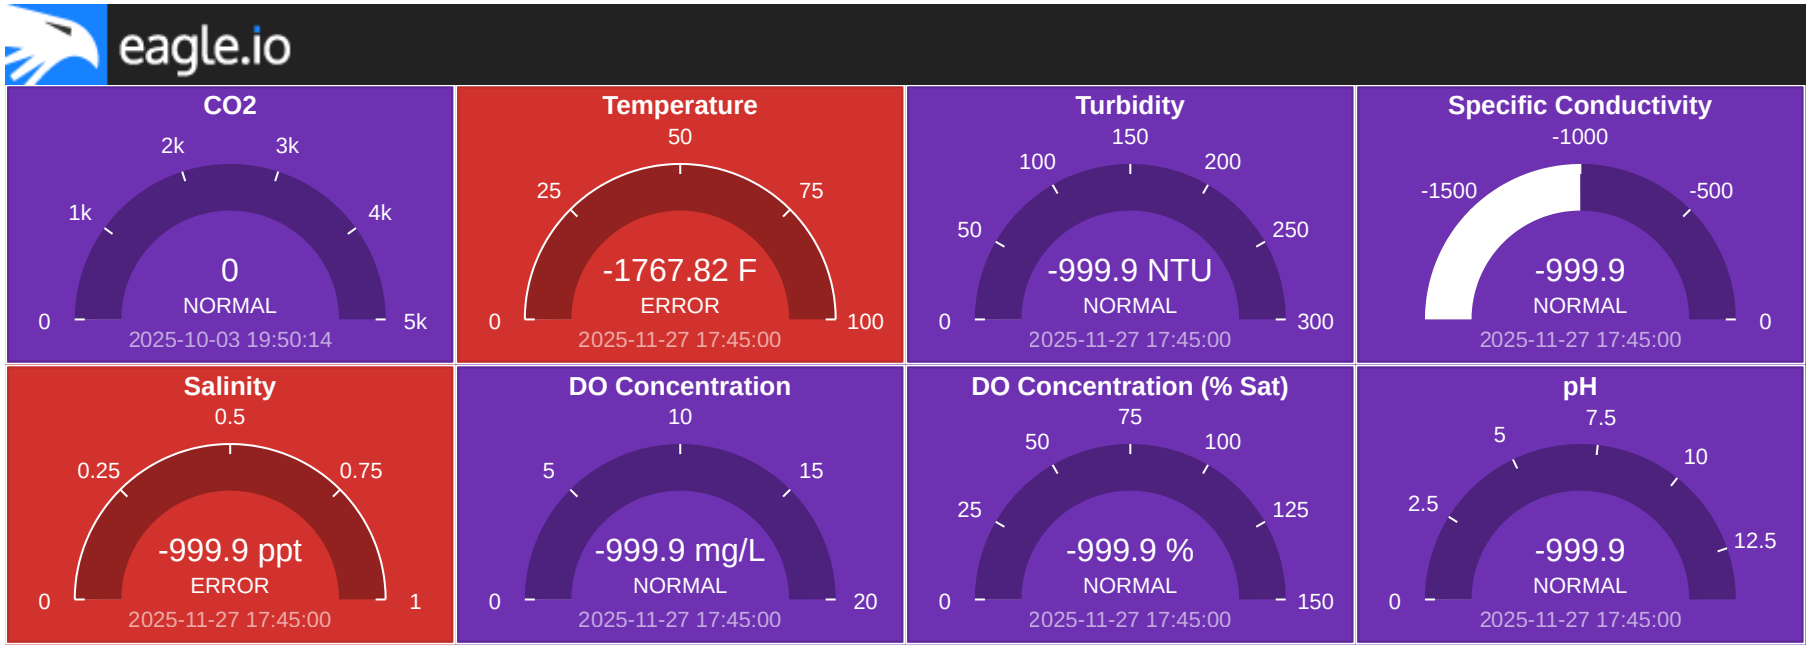 eagle.io
CO2
2k
3k
1k
4k
0
NORMAL
0
5k
2025-10-03 19:50:14
Temperature
50
25
75
-1767.82 F
ERROR
0
100
2025-11-27 17:45:00
Turbidity
150
100
200
50
250
-999.9 NTU
NORMAL
0
300
2025-11-27 17:45:00
Specific Conductivity
-1000
-1500
-500
-999.9
NORMAL
0
2025-11-27 17:45:00
Salinity
0.5
0.25
0.75
-999.9 ppt
ERROR
0
1
2025-11-27 17:45:00
DO Concentration
10
5
15
-999.9 mg/L
NORMAL
0
20
2025-11-27 17:45:00
DO Concentration (% Sat)
75
50
100
25
125
-999.9 %
NORMAL
0
150
2025-11-27 17:45:00
pH
7.5
5
10
2.5
12.5
-999.9
NORMAL
0
2025-11-27 17:45:00